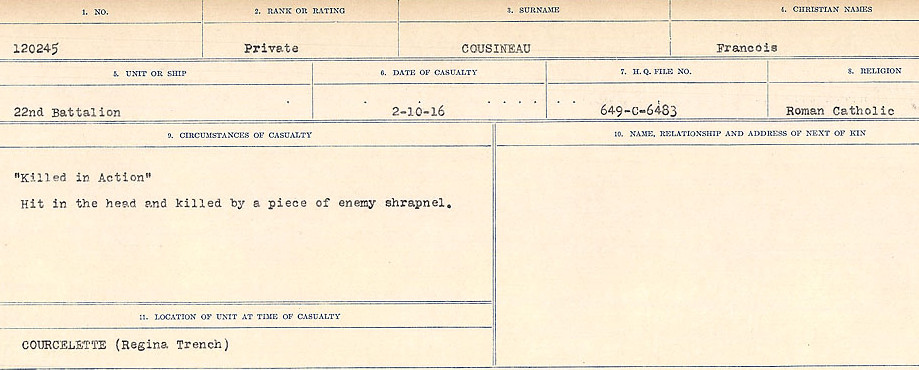 1. NO.
2. RANK OR RATING
3. SURNAME
4. CHRISTIAN NAMES
120245
Private
COUSINEAU
Francois
5. UNIT OR SHIP
6. DATE OF CASUALTY
7. H. Q. FILE NO.
8. RELIGION
22nd Battalion
2-10-16
649-C-6483
Roman Catholic
9. CIRCUMSTANCES OF CASUALTY
10. NAME, RELATIONSHIP AND ADDRESS OF NEXT OF KIN
"Killed in Action"
Hit in the head and killed by a piece of enemy shrapnel.
11. LOCATION OF UNIT AT TIME OF CASUALTY
COURCELETTE (Regina Trench)